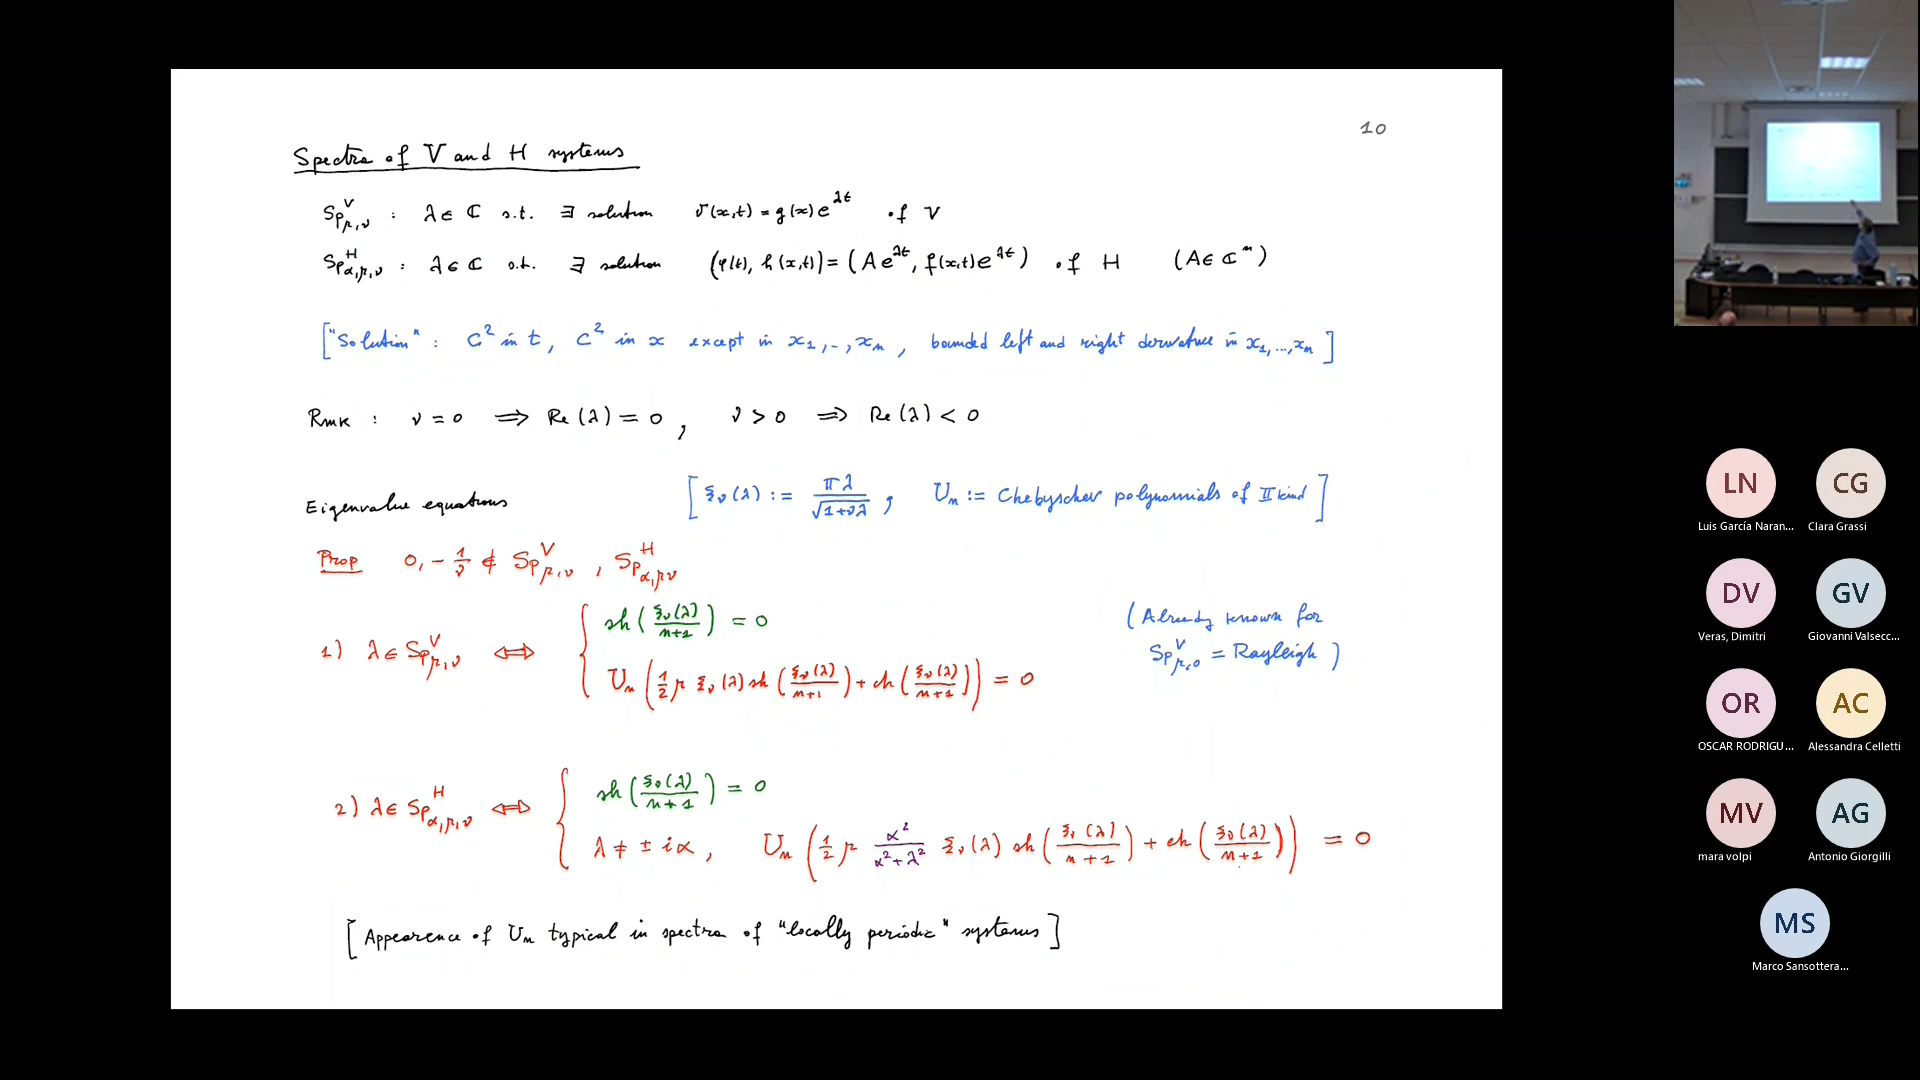 10
Spectra of V and H systems
Sp^V_{μ,ν} : λ ∈ ℂ s.t. ∃ solution v(x,t) = g(x)e^{λt} of V
Sp^H_{α,μ,ν} : λ ∈ ℂ s.t. ∃ solution (φ(t), h(x,t)) = (A e^{λt}, f(x,t)e^{λt}) of H (A ∈ ℂ^n)
["Solution" : C² in t, C² in x except in x₁,..,xₙ, bounded left and right derivative in x₁,...,xₙ]
Rmk : ν = 0 ⟹ Re(λ) = 0, ν > 0 ⟹ Re(λ) < 0
Eigenvalue equations [ξ_ν(λ) := πλ/√(1+νλ), Uₙ := Chebyschev polynomials of II kind]
Prop 0, -1/ν ∉ Sp^V_{μ,ν}, Sp^H_{α,μ,ν}
1) λ ∈ Sp^V_{μ,ν} ⟺ { sh(ξ_ν(λ)/(n+1)) = 0
Uₙ(½ μ ξ_ν(λ) sh(ξ_ν(λ)/(n+1)) + ch(ξ_ν(λ)/(n+1))) = 0
(Already known for
Sp^V_{μ,0} = Rayleigh)
2) λ ∈ Sp^H_{α,μ,ν} ⟺ { sh(ξ_ν(λ)/(n+1)) = 0
λ ≠ ± iα, Uₙ(½ μ α²/(α²+λ²) ξ_ν(λ) sh(ξ_ν(λ)/(n+1)) + ch(ξ_ν(λ)/(n+1))) = 0
[Appearence of Uₙ typical in spectra of "locally periodic" systems]
LN
Luis García Naran...
CG
Clara Grassi
DV
Veras, Dimitri
GV
Giovanni Valsecc...
OR
OSCAR RODRIGU...
AC
Alessandra Celletti
MV
mara volpi
AG
Antonio Giorgilli
MS
Marco Sansottera...